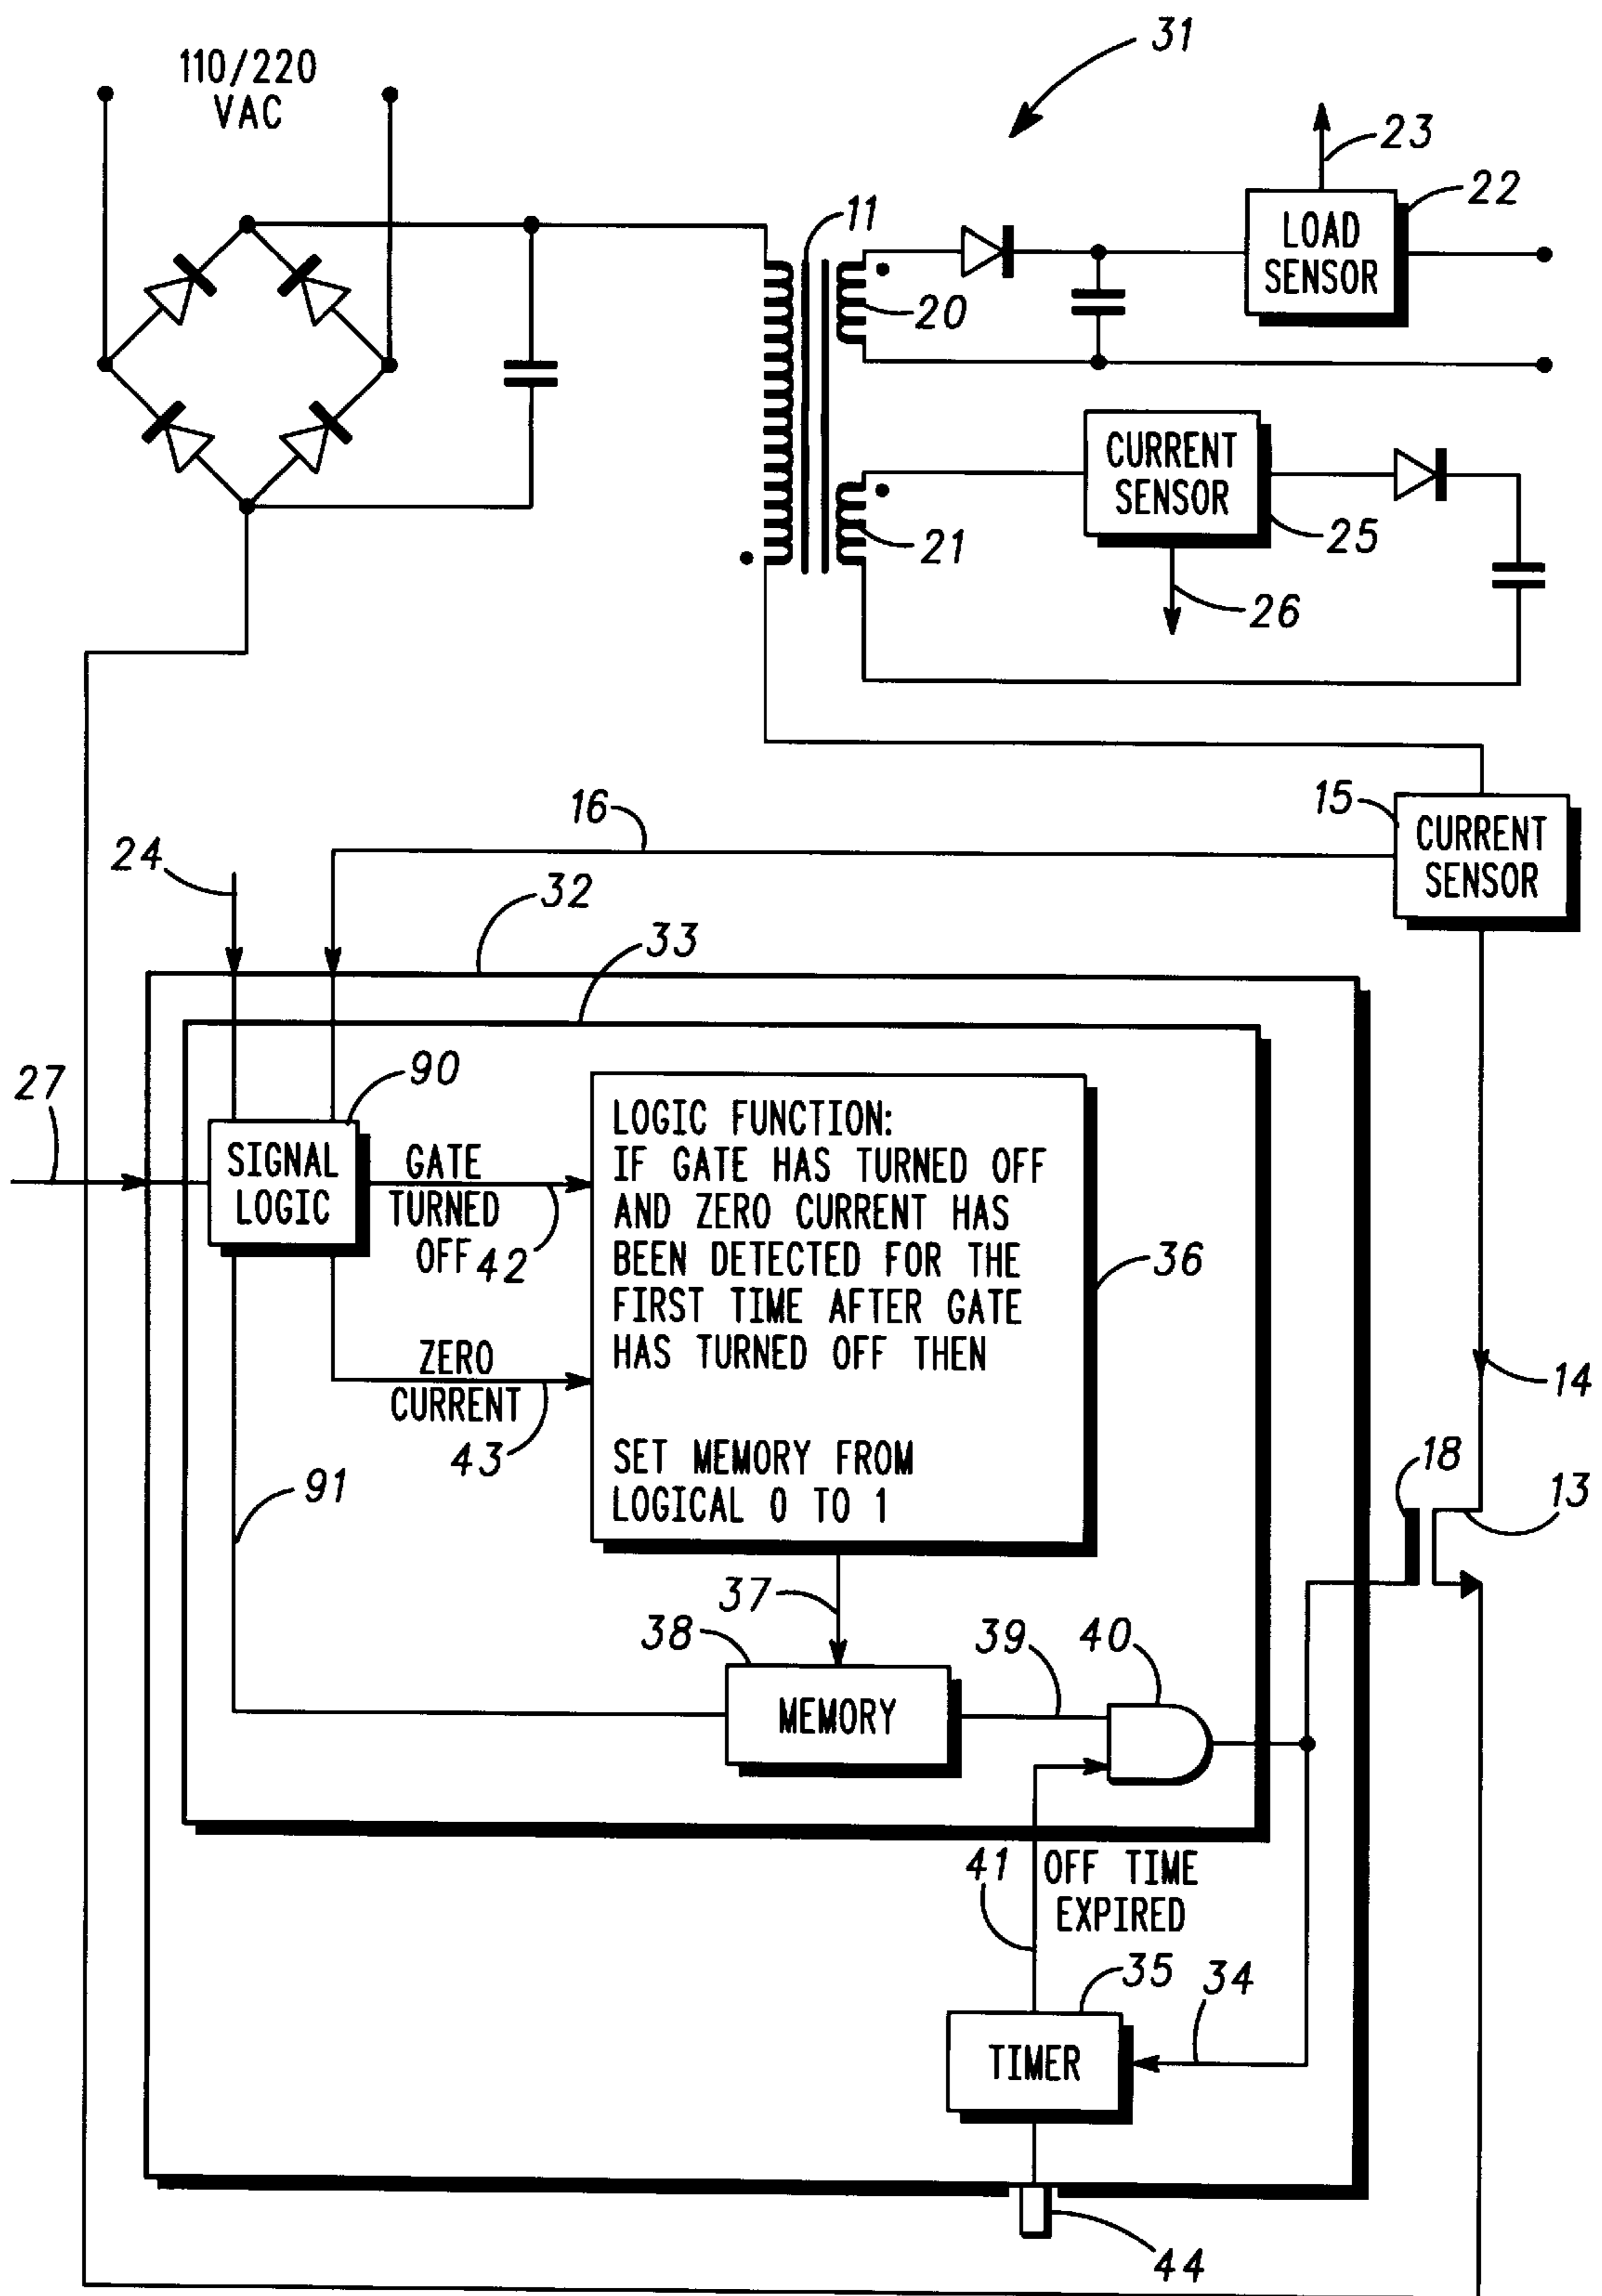 31
110/220
VAC
23
22
LOAD
SENSOR
11
20
CURRENT
SENSOR
25
21
26
15
CURRENT
SENSOR
16
24
32
33
27
90
SIGNAL
LOGIC
GATE
TURNED
OFF 42
LOGIC FUNCTION:
IF GATE HAS TURNED OFF
AND ZERO CURRENT HAS
BEEN DETECTED FOR THE
FIRST TIME AFTER GATE
HAS TURNED OFF THEN
SET MEMORY FROM
LOGICAL 0 TO 1
36
ZERO
CURRENT
43
14
18
13
91
37
38
39
40
MEMORY
41
OFF TIME
EXPIRED
35
34
TIMER
44